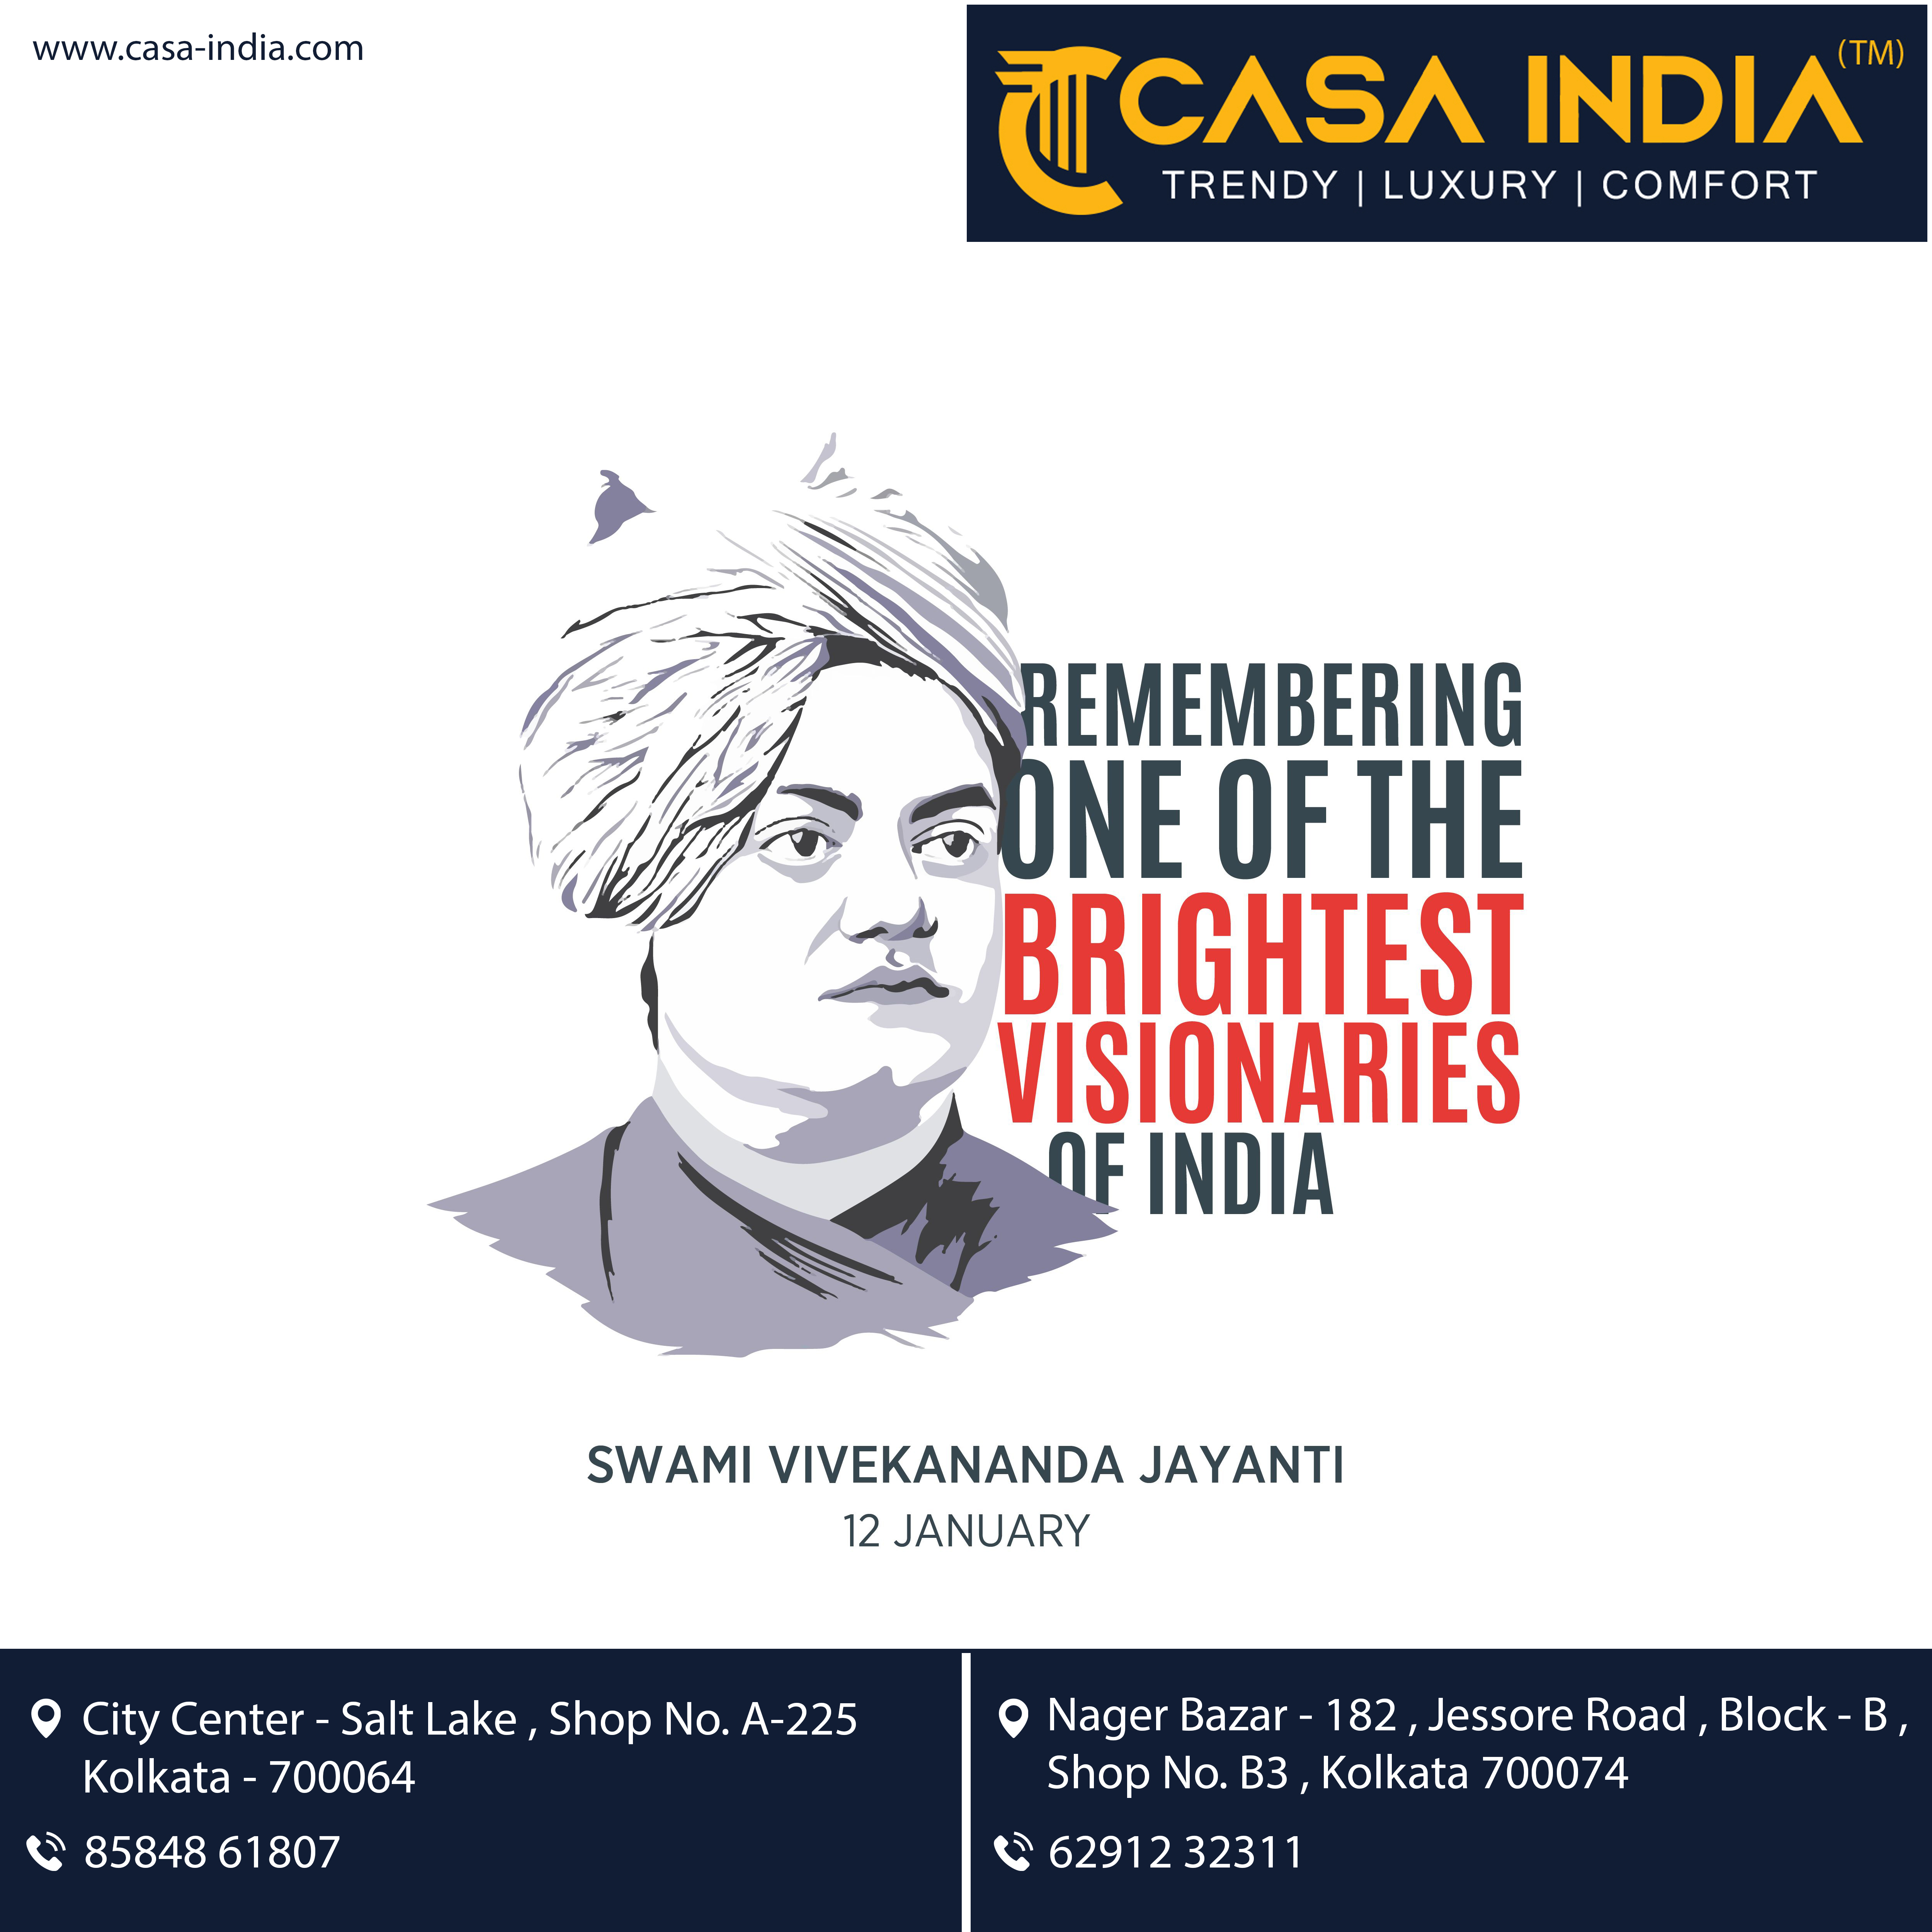 www.casa-india.com
CASA INDIA (TM)
TRENDY | LUXURY | COMFORT
REMEMBERING
ONE OF THE
BRIGHTEST
VISIONARIES
OF INDIA
SWAMI VIVEKANANDA JAYANTI
12 JANUARY
City Center - Salt Lake , Shop No. A-225
Kolkata - 700064
85848 61807
Nager Bazar - 182 , Jessore Road , Block - B ,
Shop No. B3 , Kolkata 700074
62912 32311